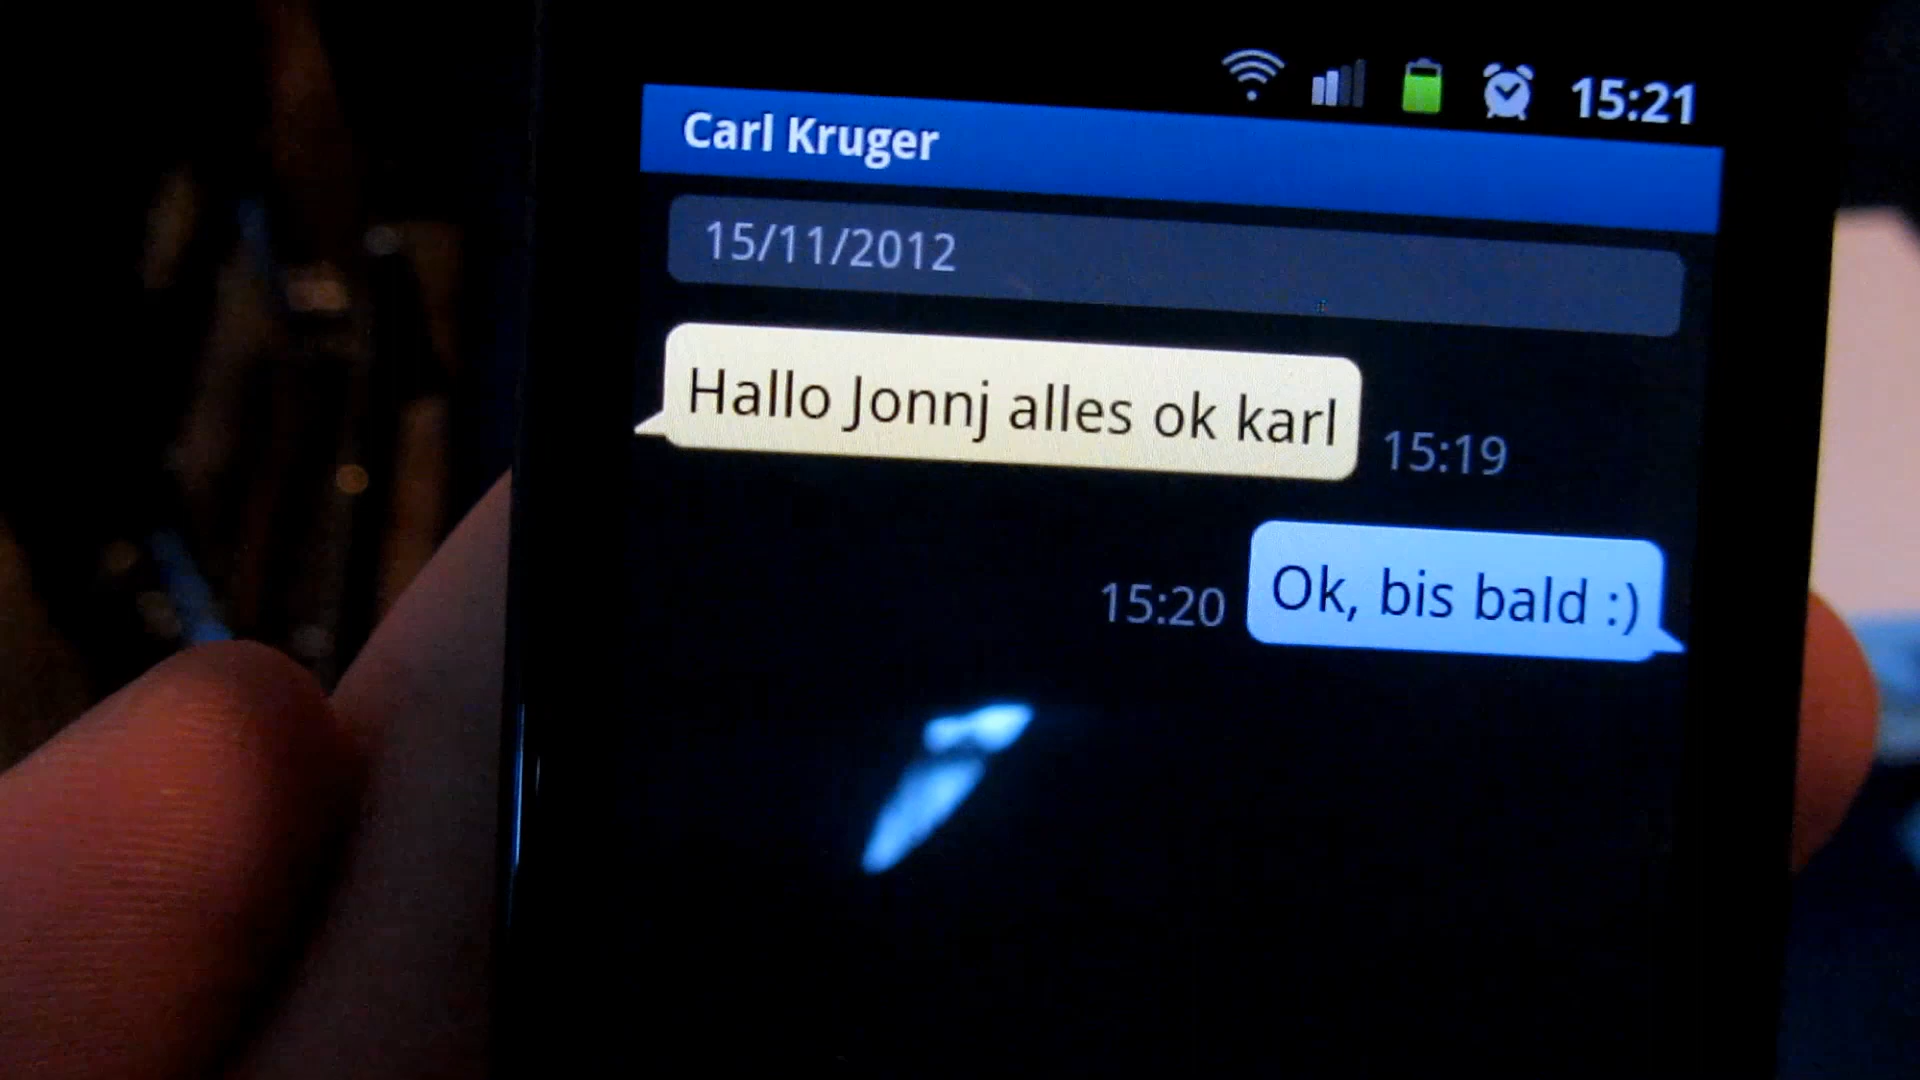 15:21
Carl Kruger
15/11/2012
Hallo Jonnj alles ok karl
15:19
15:20
Ok, bis bald :)